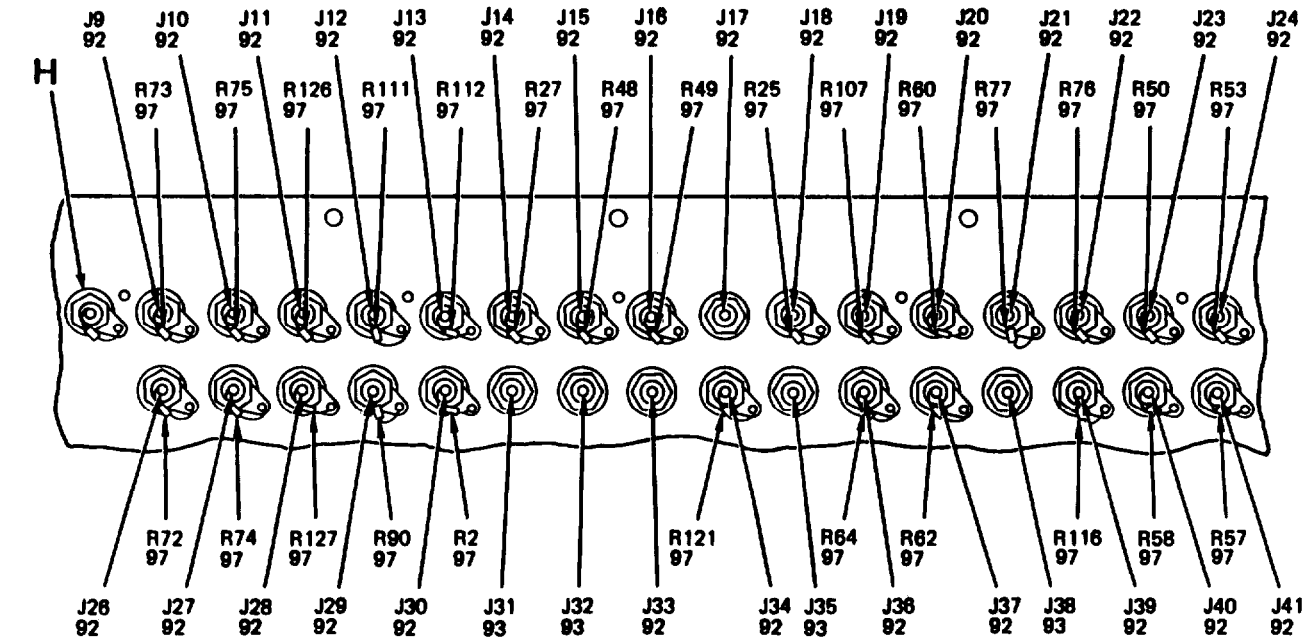 J9 J10 J11 J12 J13 J14 J15 J16 J17 J18 J19 J20 J21 J22 J23 J24
92 92 92 92 92 92 92 92 92 92 92 92 92 92 92 92
H
R73 R75 R126 R111 R112 R27 R48 R49 R25 R107 R60 R77 R76 R50 R53
97 97 97 97 97 97 97 97 97 97 97 97 97 97 97
R72 R74 R127 R90 R2 R121 R64 R62 R116 R58 R57
97 97 97 97 97 97 97 97 97 97 97
J26 J27 J28 J29 J30 J31 J32 J33 J34 J35 J36 J37 J38 J39 J40 J41
92 92 92 92 92 93 93 92 92 93 92 92 93 92 92 92